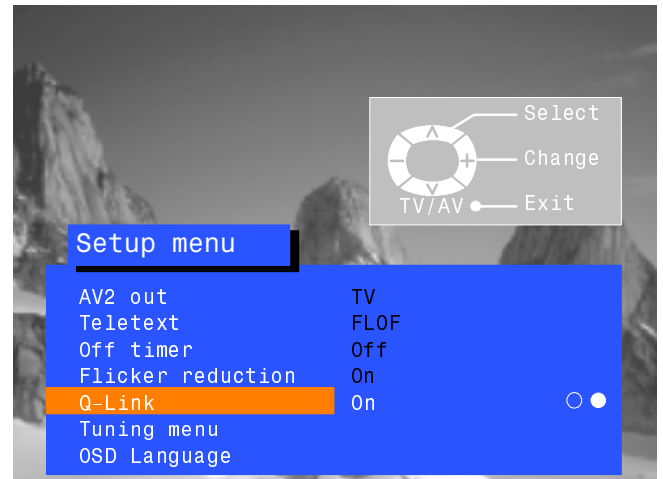 Select
Change
TV/AV Exit
Setup menu
AV2 out TV
Teletext FLOF
Off timer Off
Flicker reduction On
Q-Link On
Tuning menu
OSD Language